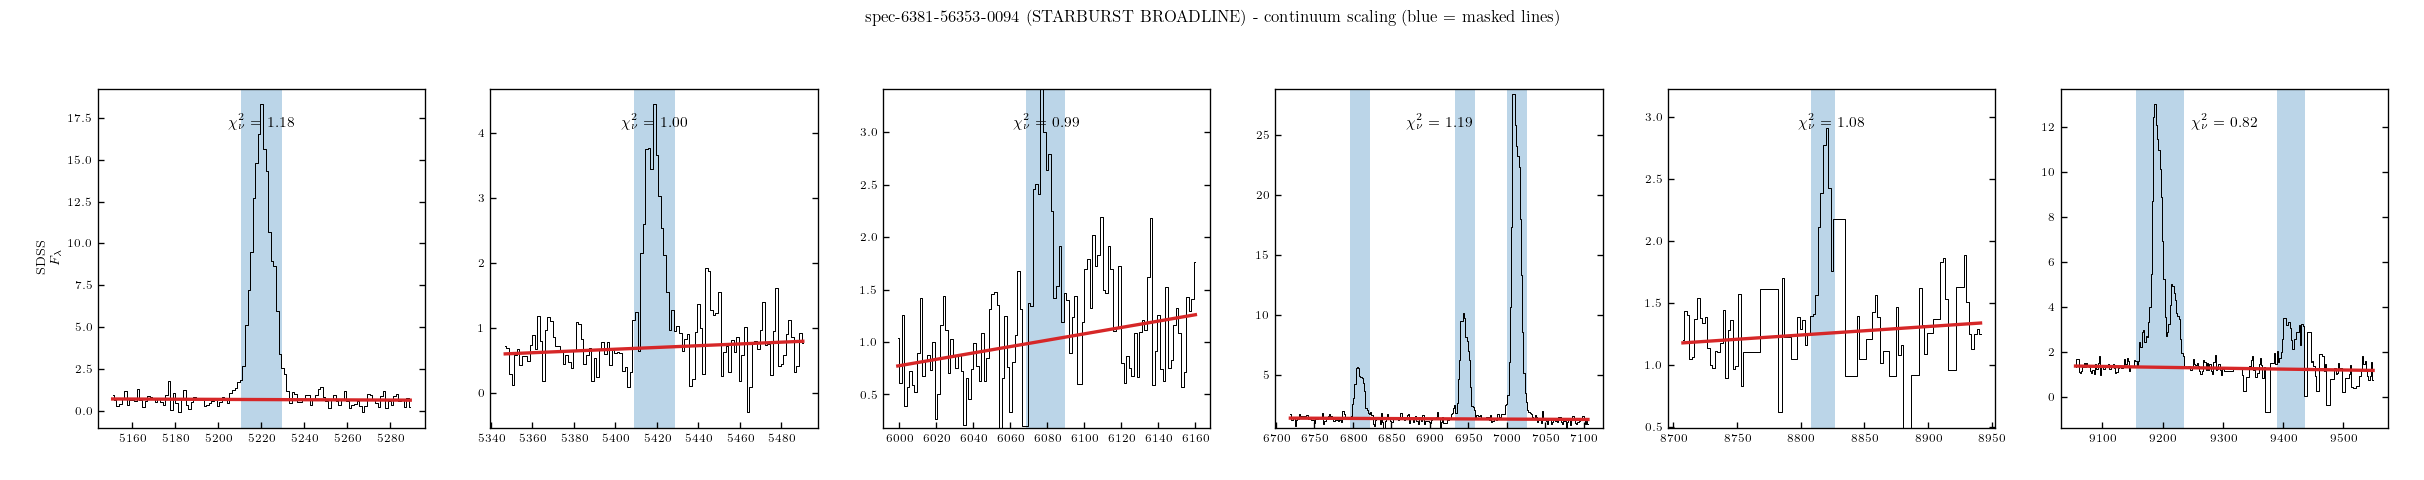 spec-6381-56353-0094 (STARBURST BROADLINE) - continuum scaling (blue = masked lines)
SDSS
F_λ
χ²_ν = 1.18
17.5
15.0
12.5
10.0
7.5
5.0
2.5
0.0
5160 5180 5200 5220 5240 5260 5280
χ²_ν = 1.00
4
3
2
1
0
5340 5360 5380 5400 5420 5440 5460 5480
χ²_ν = 0.99
3.0
2.5
2.0
1.5
1.0
0.5
6000 6020 6040 6060 6080 6100 6120 6140 6160
χ²_ν = 1.19
25
20
15
10
5
6700 6750 6800 6850 6900 6950 7000 7050 7100
χ²_ν = 1.08
3.0
2.5
2.0
1.5
1.0
0.5
8700 8750 8800 8850 8900 8950
χ²_ν = 0.82
12
10
8
6
4
2
0
9100 9200 9300 9400 9500